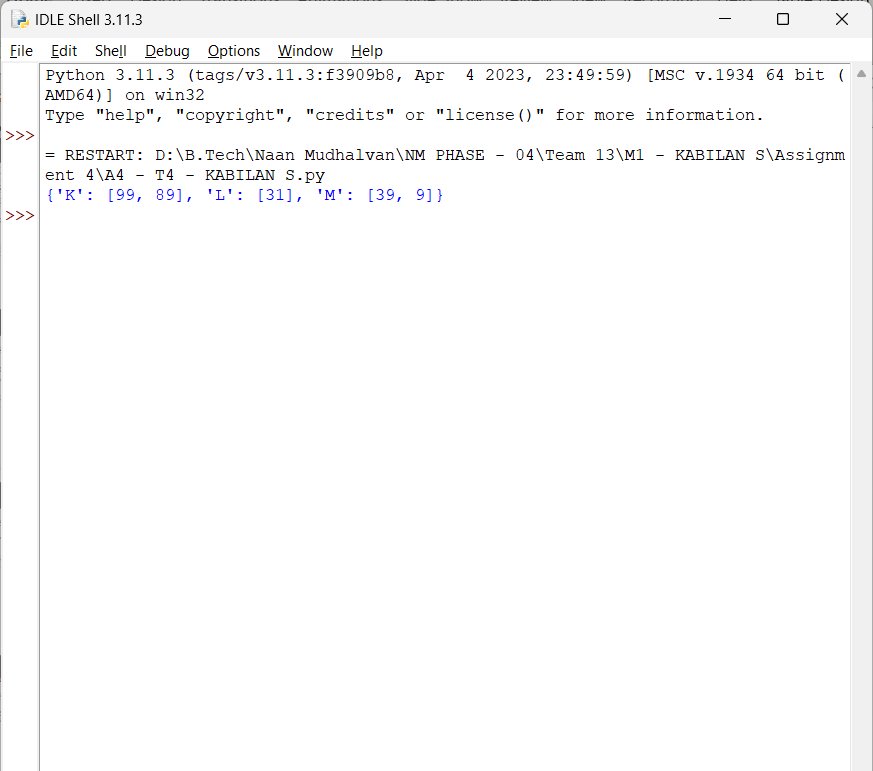 IDLE Shell 3.11.3
File Edit Shell Debug Options Window Help
Python 3.11.3 (tags/v3.11.3:f3909b8, Apr  4 2023, 23:49:59) [MSC v.1934 64 bit (
AMD64)] on win32
Type "help", "copyright", "credits" or "license()" for more information.
>>>
= RESTART: D:\B.Tech\Naan Mudhalvan\NM PHASE - 04\Team 13\M1 - KABILAN S\Assignm
ent 4\A4 - T4 - KABILAN S.py
{'K': [99, 89], 'L': [31], 'M': [39, 9]}
>>>